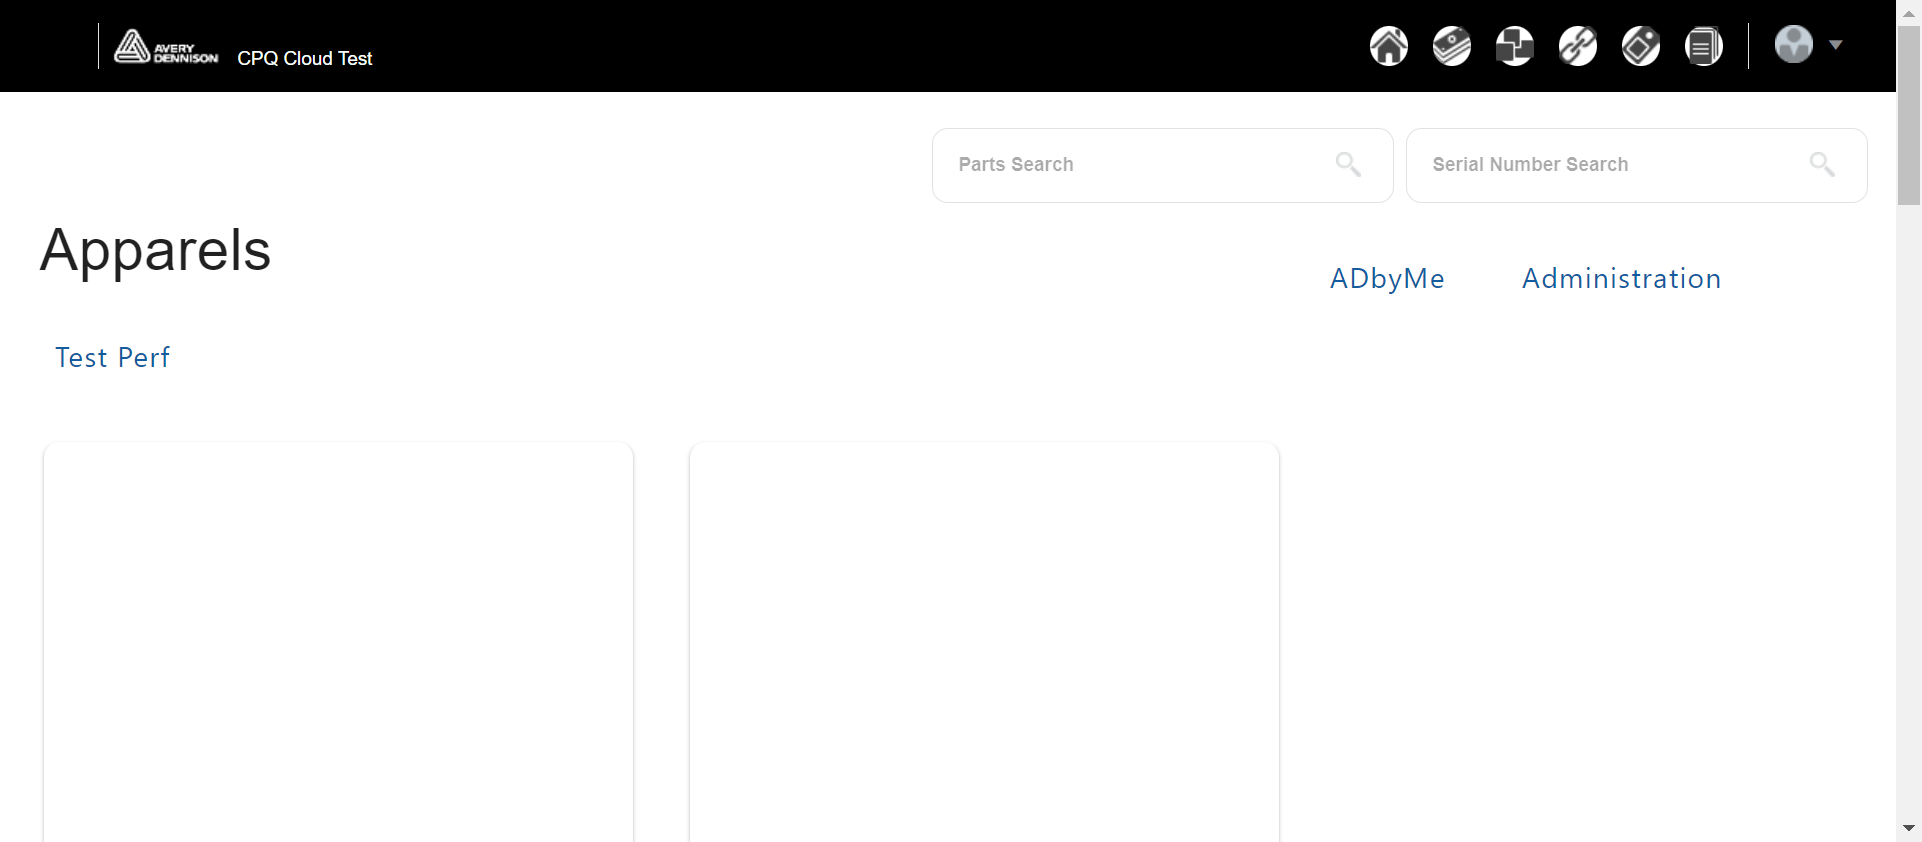 AVERY
DENNISON
CPQ Cloud Test
Parts Search
Serial Number Search
Apparels
ADbyMe
Administration
Test Perf